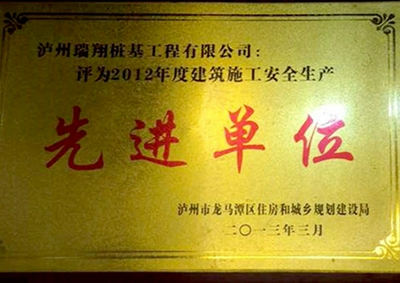 泸州瑞翔桩基工程有限公司：
评为2012年度建筑施工安全生产
先进单位
泸州市龙马潭区住房和城乡规划建设局
二〇一三年三月